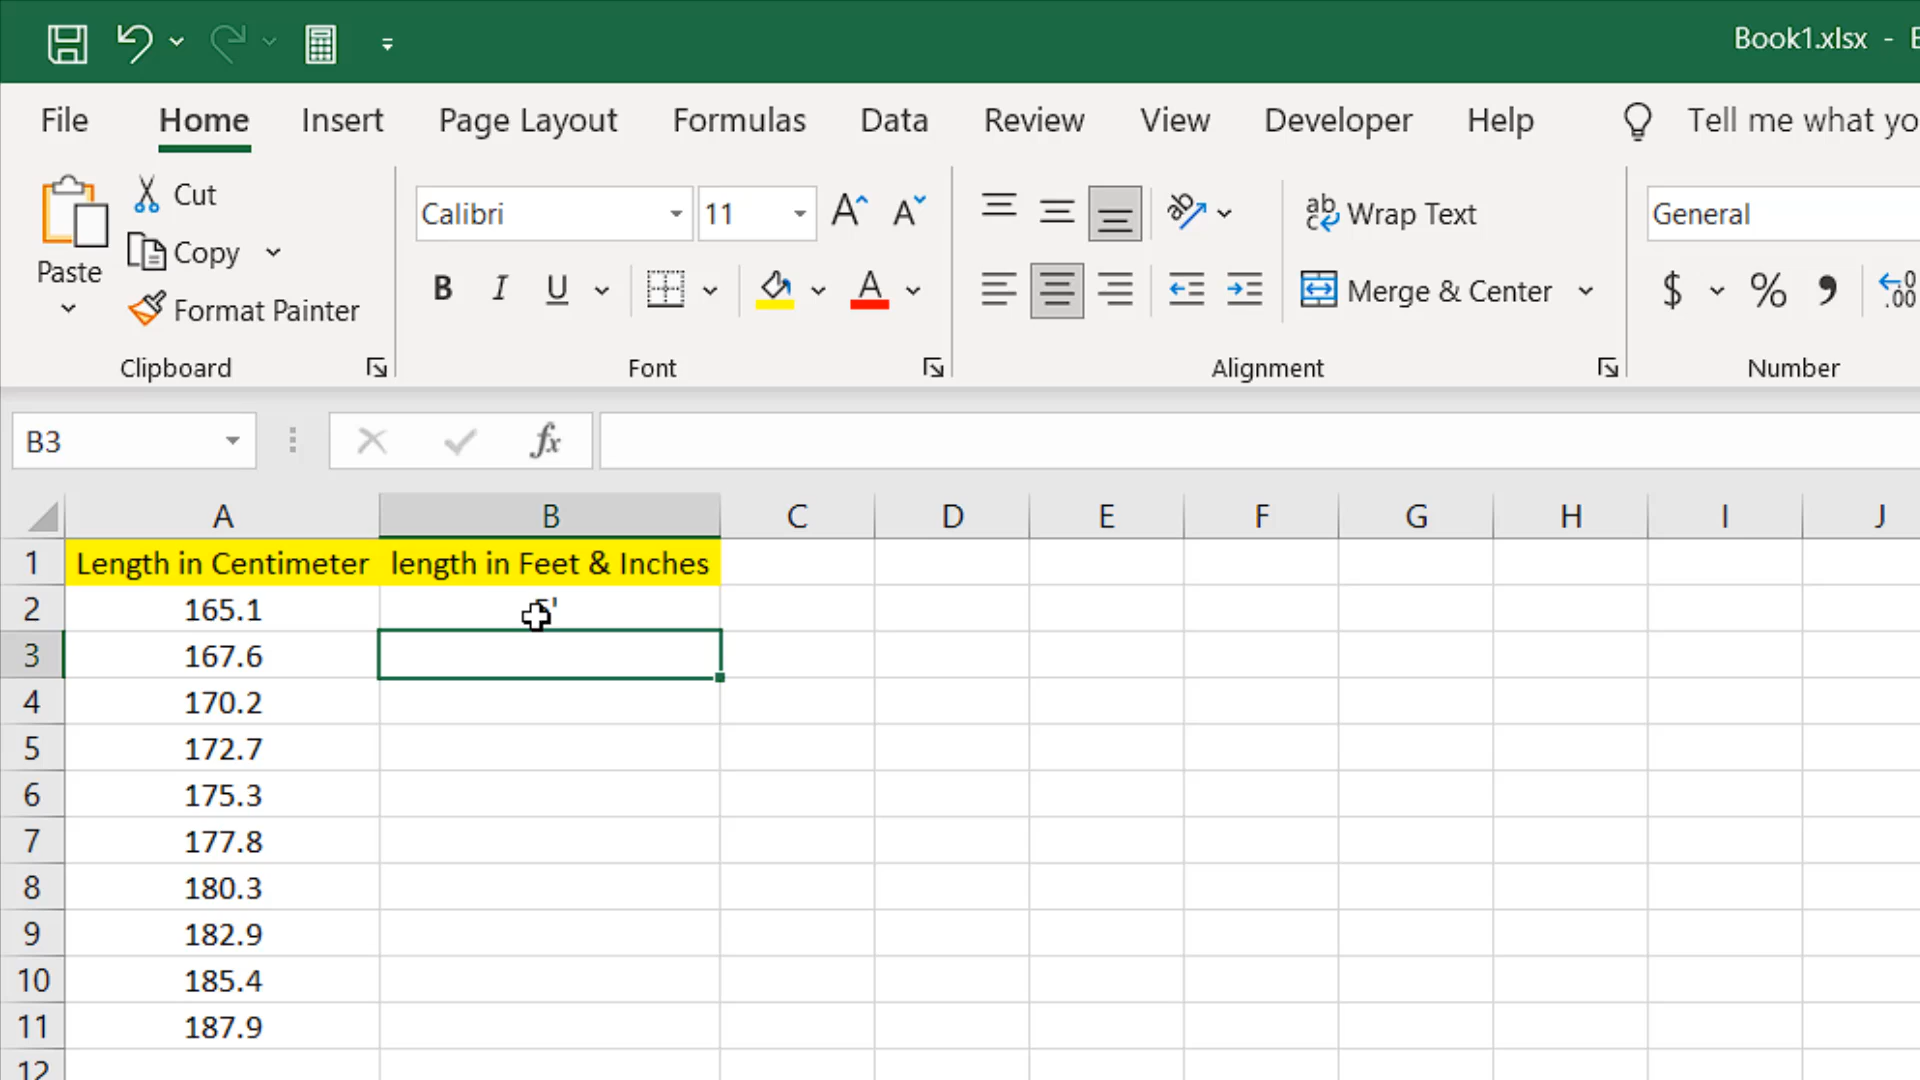 Book1.xlsx -
File Home Insert Page Layout Formulas Data Review View Developer Help Tell me what yo
Paste
Cut
Copy
Format Painter
Clipboard
Calibri 11
B I U
Font
Wrap Text
Merge & Center
Alignment
General
$ % ,
Number
B3 fx
A B C D E F G H I J
1 Length in Centimeter length in Feet & Inches
2 165.1
3 167.6
4 170.2
5 172.7
6 175.3
7 177.8
8 180.3
9 182.9
10 185.4
11 187.9
12